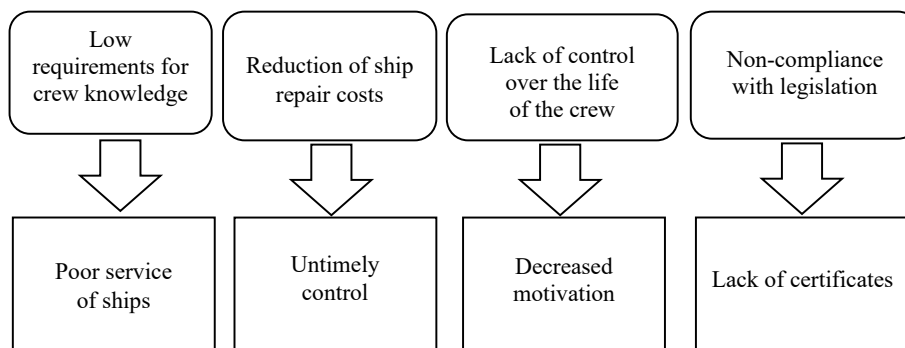 Low
requirements for
crew knowledge
Reduction of ship
repair costs
Lack of control
over the life
of the crew
Non-compliance
with legislation
Poor service
of ships
Untimely
control
Decreased
motivation
Lack of certificates